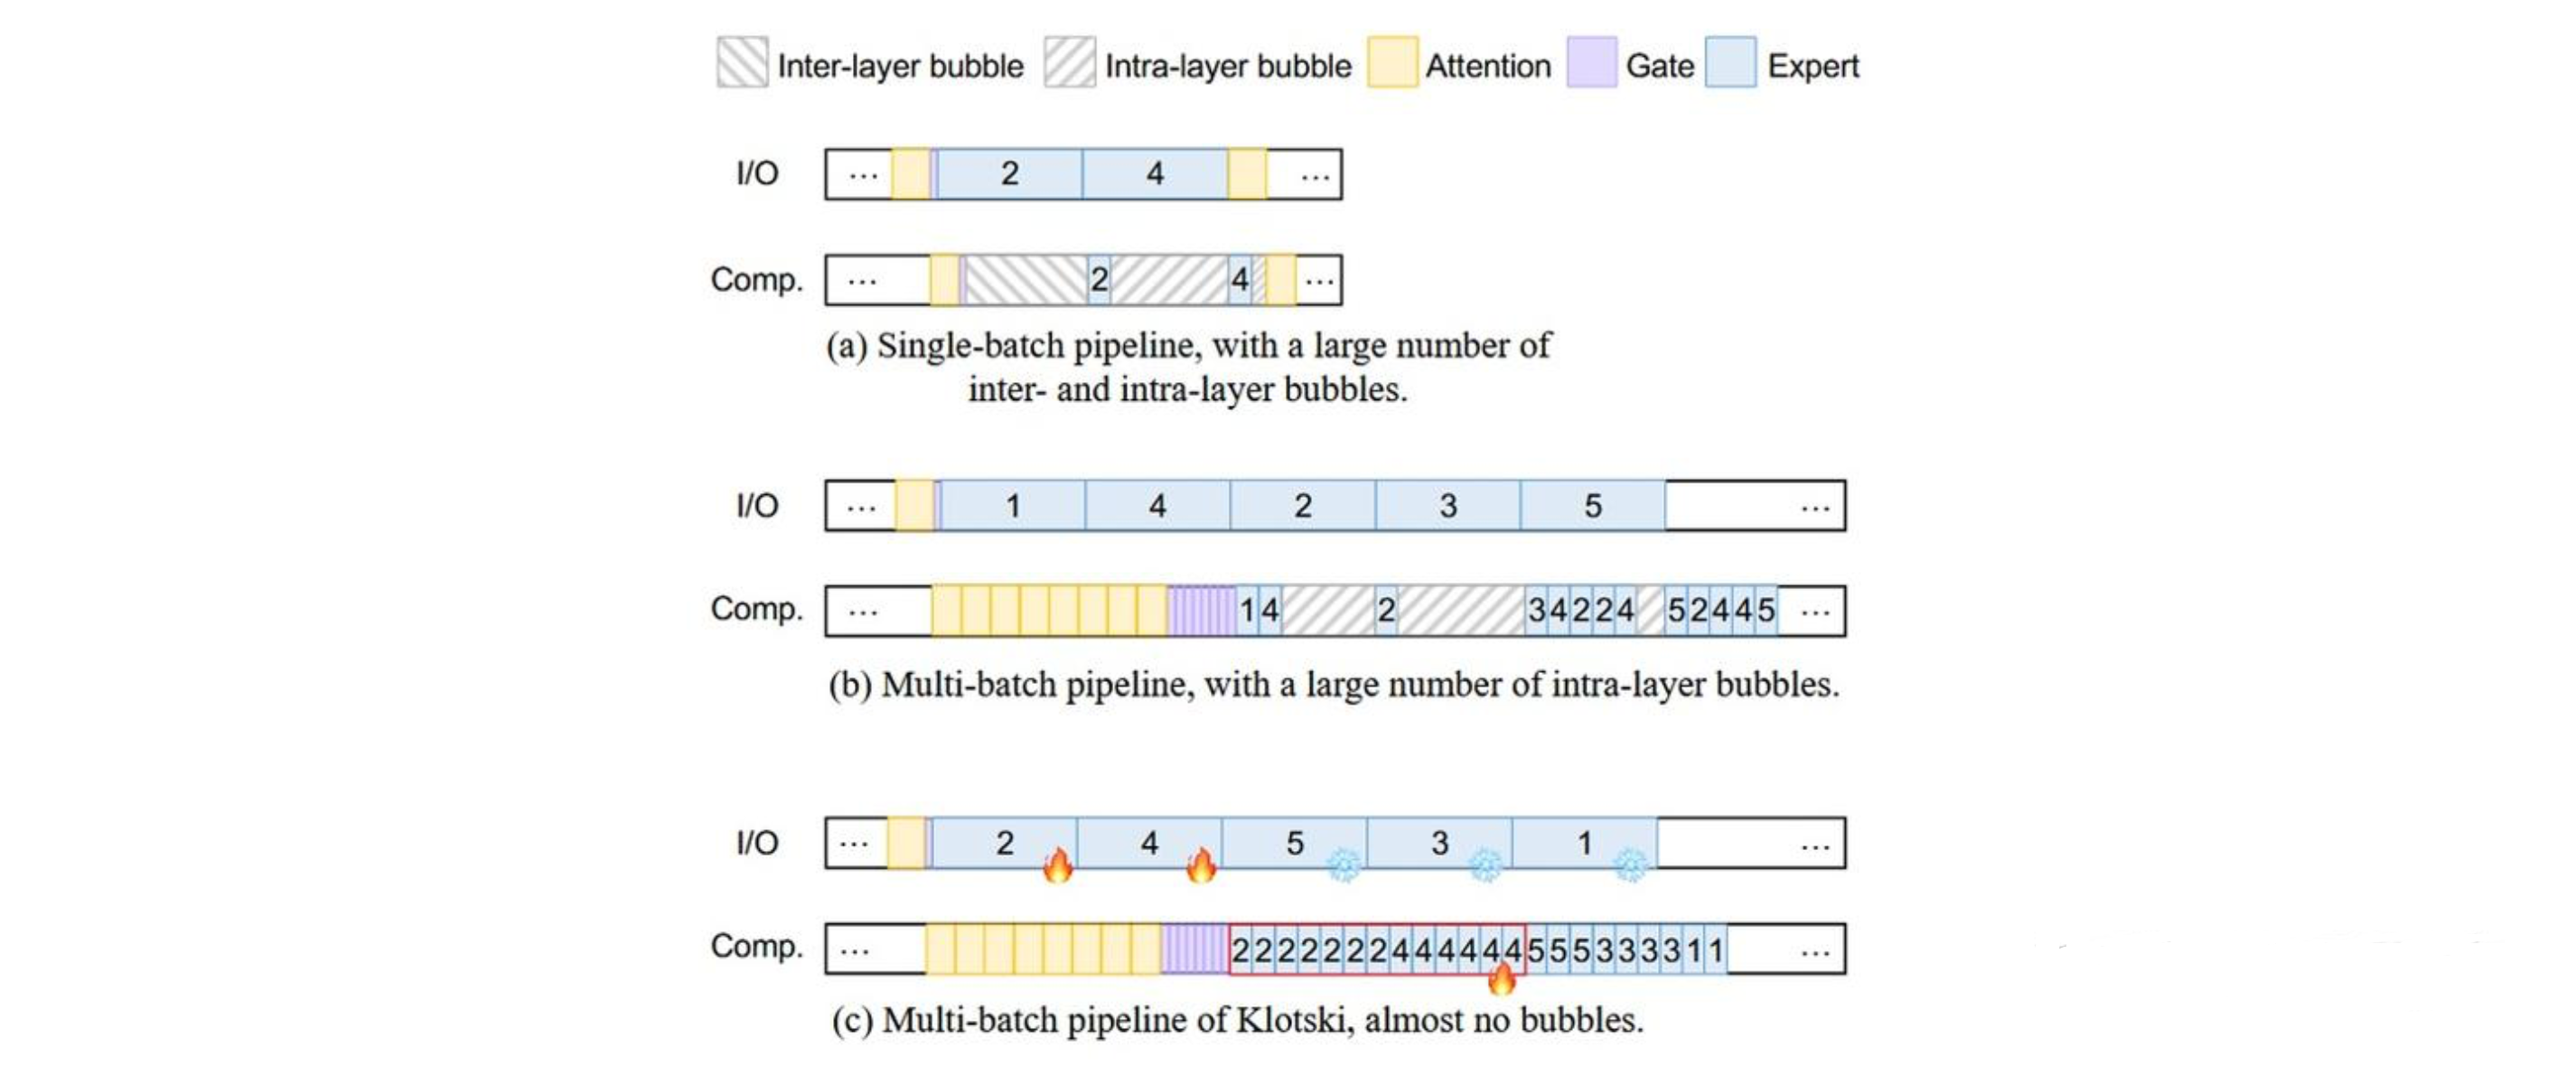 Inter-layer bubble Intra-layer bubble Attention Gate Expert
I/O ... 2 4 ...
Comp. ... 2 4 ...
(a) Single-batch pipeline, with a large number of
inter- and intra-layer bubbles.
I/O ... 1 4 2 3 5 ...
Comp. ... 1 4 2 3 4 2 2 4 5 2 4 4 5 ...
(b) Multi-batch pipeline, with a large number of intra-layer bubbles.
I/O ... 2 4 5 3 1 ...
Comp. ... 2 2 2 2 2 2 2 4 4 4 4 4 4 5 5 5 3 3 3 3 1 1 ...
(c) Multi-batch pipeline of Klotski, almost no bubbles.